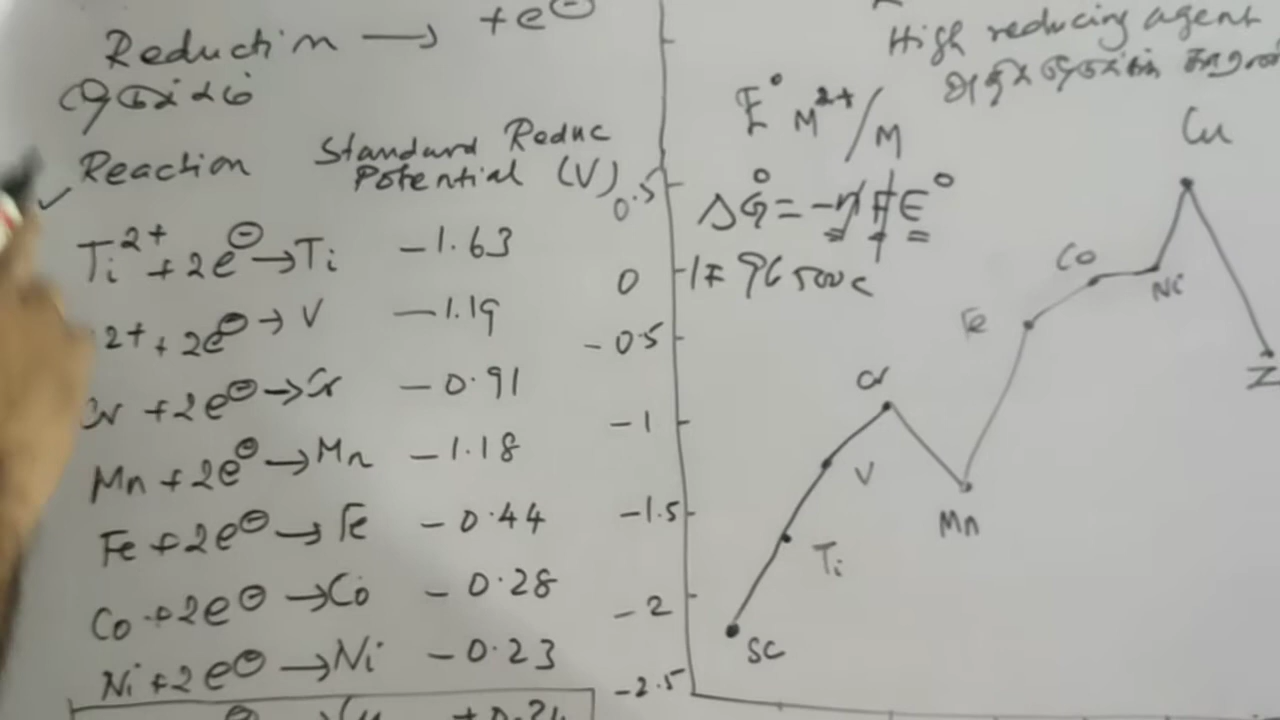 Reduction → +e⊖
Reaction Standard Reduc
Potential (V)
Ti²⁺ + 2e⊖ → Ti -1.63
2+ + 2e⊖ → V -1.19
Cr + 2e⊖ → Cr -0.91
Mn + 2e⊖ → Mn -1.18
Fe + 2e⊖ → Fe -0.44
Co + 2e⊖ → Co -0.28
Ni + 2e⊖ → Ni -0.23
High reducing agent
E° M²⁺/M
ΔG° = -nFE°
1F 96500c
0.5
0
-0.5
-1
-1.5
-2
-2.5
Sc
Ti
V
Cr
Mn
Fe
Co
Ni
Cu
Z